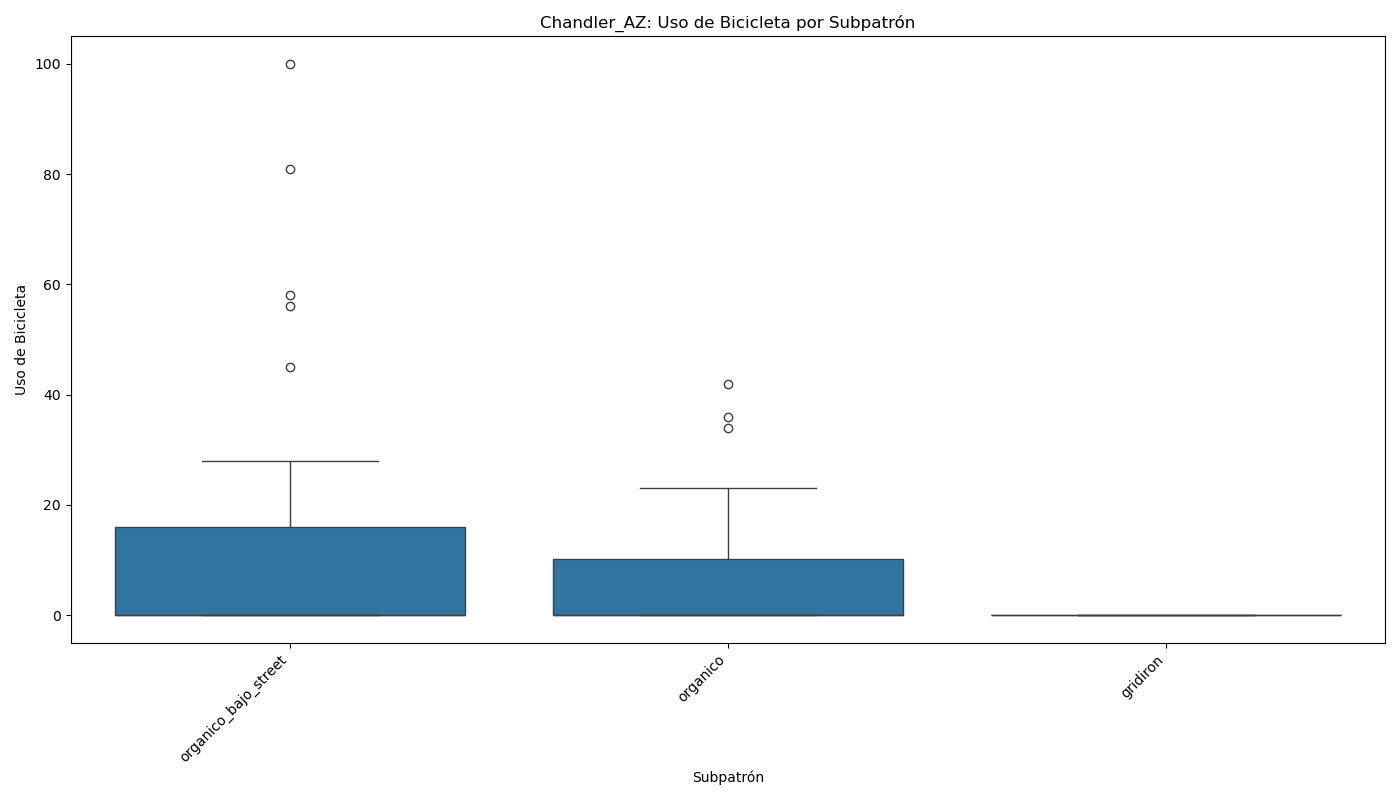 Chandler_AZ: Uso de Bicicleta por Subpatrón
100
80
60
40
20
0
Uso de Bicicleta
organico_bajo_street
organico
gridiron
Subpatrón